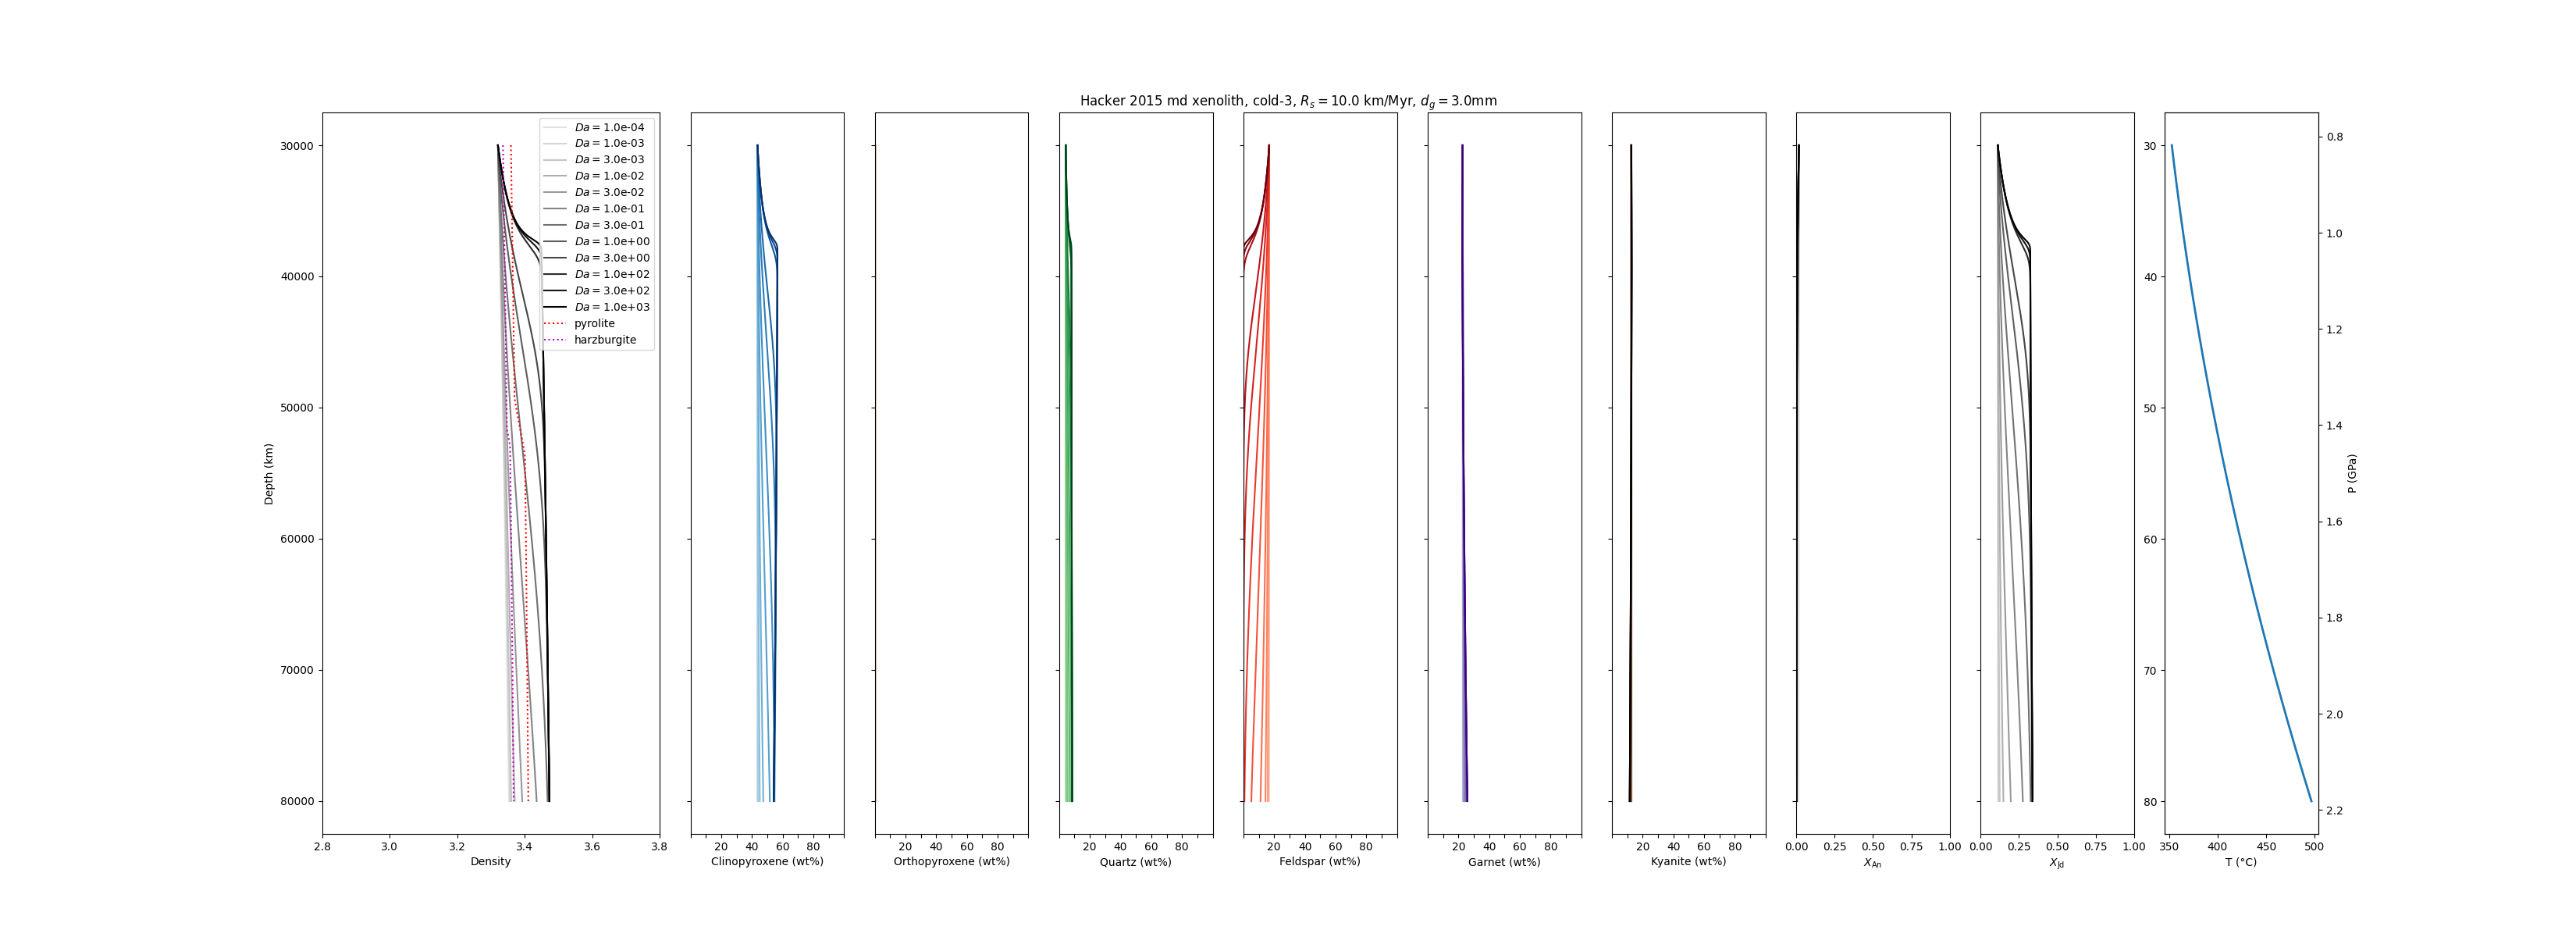 Hacker 2015 md xenolith, cold-3, Rs = 10.0 km/Myr, dg = 3.0mm
Da = 1.0e-04
Da = 1.0e-03
Da = 3.0e-03
Da = 1.0e-02
Da = 3.0e-02
Da = 1.0e-01
Da = 3.0e-01
Da = 1.0e+00
Da = 3.0e+00
Da = 1.0e+02
Da = 3.0e+02
Da = 1.0e+03
pyrolite
harzburgite
30000
40000
50000
60000
70000
80000
Depth (km)
2.8 3.0 3.2 3.4 3.6 3.8
Density
20 40 60 80
Clinopyroxene (wt%)
20 40 60 80
Orthopyroxene (wt%)
20 40 60 80
Quartz (wt%)
20 40 60 80
Feldspar (wt%)
20 40 60 80
Garnet (wt%)
20 40 60 80
Kyanite (wt%)
0.00 0.25 0.50 0.75 1.00
XAn
0.00 0.25 0.50 0.75 1.00
XJd
30
40
50
60
70
80
350 400 450 500
T (°C)
0.8
1.0
1.2
1.4
1.6
1.8
2.0
2.2
P (GPa)